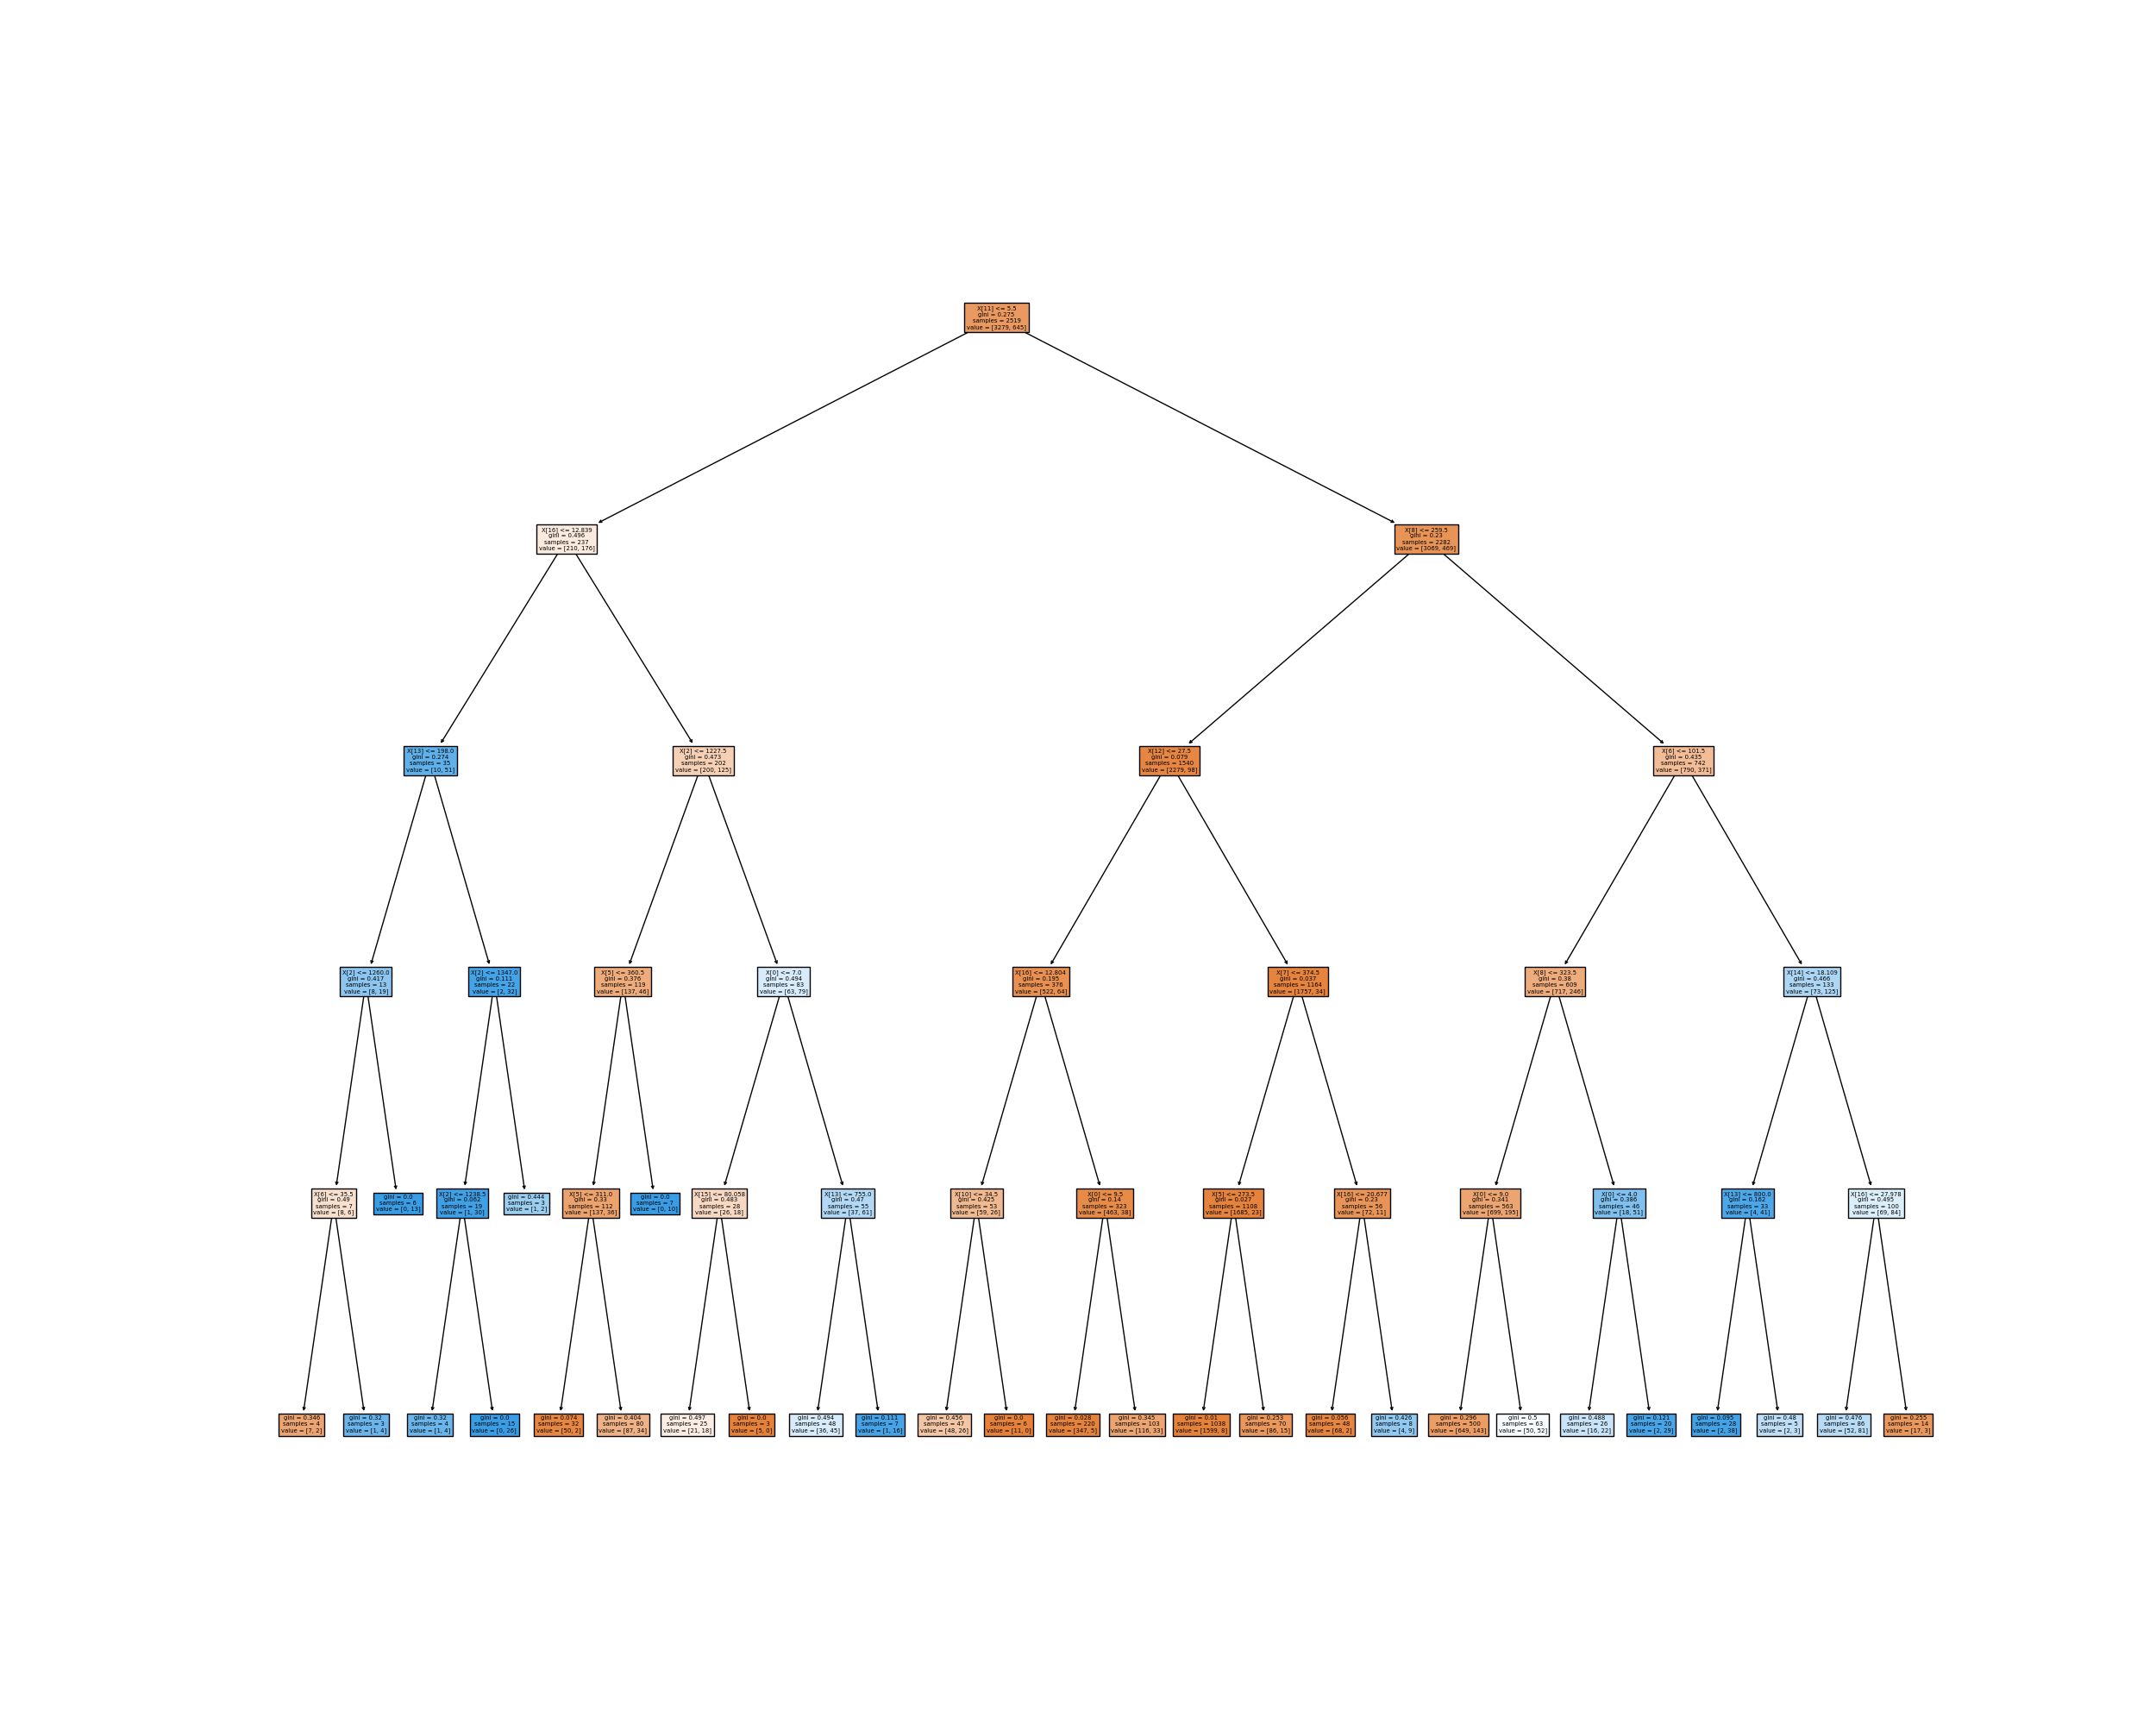 X[11] <= 5.5
gini = 0.275
samples = 2519
value = [3279, 645]
X[16] <= 12.839
gini = 0.496
samples = 237
value = [210, 176]
X[8] <= 259.5
gini = 0.23
samples = 2282
value = [3069, 469]
X[13] <= 198.0
gini = 0.274
samples = 35
value = [10, 51]
X[2] <= 1227.5
gini = 0.473
samples = 202
value = [200, 125]
X[12] <= 27.5
gini = 0.079
samples = 1540
value = [2279, 98]
X[6] <= 101.5
gini = 0.435
samples = 742
value = [790, 371]
X[2] <= 1260.0
gini = 0.417
samples = 13
value = [8, 19]
X[2] <= 1347.0
gini = 0.111
samples = 22
value = [2, 32]
X[5] <= 360.5
gini = 0.376
samples = 119
value = [137, 46]
X[0] <= 7.0
gini = 0.494
samples = 83
value = [63, 79]
X[16] <= 12.804
gini = 0.195
samples = 376
value = [522, 64]
X[7] <= 374.5
gini = 0.037
samples = 1164
value = [1757, 34]
X[8] <= 323.5
gini = 0.38
samples = 609
value = [717, 246]
X[14] <= 18.109
gini = 0.466
samples = 133
value = [73, 125]
X[6] <= 35.5
gini = 0.49
samples = 7
value = [8, 6]
gini = 0.0
samples = 6
value = [0, 13]
X[2] <= 1238.5
gini = 0.062
samples = 19
value = [1, 30]
gini = 0.444
samples = 3
value = [1, 2]
X[5] <= 311.0
gini = 0.33
samples = 112
value = [137, 36]
gini = 0.0
samples = 7
value = [0, 10]
X[15] <= 80.058
gini = 0.483
samples = 28
value = [26, 18]
X[13] <= 755.0
gini = 0.47
samples = 55
value = [37, 61]
X[10] <= 34.5
gini = 0.425
samples = 53
value = [59, 26]
X[0] <= 9.5
gini = 0.14
samples = 323
value = [463, 38]
X[5] <= 273.5
gini = 0.027
samples = 1108
value = [1685, 23]
X[16] <= 20.677
gini = 0.23
samples = 56
value = [72, 11]
X[0] <= 9.0
gini = 0.341
samples = 563
value = [699, 195]
X[0] <= 4.0
gini = 0.386
samples = 46
value = [18, 51]
X[13] <= 800.0
gini = 0.162
samples = 33
value = [4, 41]
X[16] <= 27.978
gini = 0.495
samples = 100
value = [69, 84]
gini = 0.346
samples = 4
value = [7, 2]
gini = 0.32
samples = 3
value = [1, 4]
gini = 0.32
samples = 4
value = [1, 4]
gini = 0.0
samples = 15
value = [0, 26]
gini = 0.074
samples = 32
value = [50, 2]
gini = 0.404
samples = 80
value = [87, 34]
gini = 0.497
samples = 25
value = [21, 18]
gini = 0.0
samples = 3
value = [5, 0]
gini = 0.494
samples = 48
value = [36, 45]
gini = 0.111
samples = 7
value = [1, 16]
gini = 0.456
samples = 47
value = [48, 26]
gini = 0.0
samples = 6
value = [11, 0]
gini = 0.028
samples = 220
value = [347, 5]
gini = 0.345
samples = 103
value = [116, 33]
gini = 0.01
samples = 1038
value = [1599, 8]
gini = 0.253
samples = 70
value = [86, 15]
gini = 0.056
samples = 48
value = [68, 2]
gini = 0.426
samples = 8
value = [4, 9]
gini = 0.296
samples = 500
value = [649, 143]
gini = 0.5
samples = 63
value = [50, 52]
gini = 0.488
samples = 26
value = [16, 22]
gini = 0.121
samples = 20
value = [2, 29]
gini = 0.095
samples = 28
value = [2, 38]
gini = 0.48
samples = 5
value = [2, 3]
gini = 0.476
samples = 86
value = [52, 81]
gini = 0.255
samples = 14
value = [17, 3]